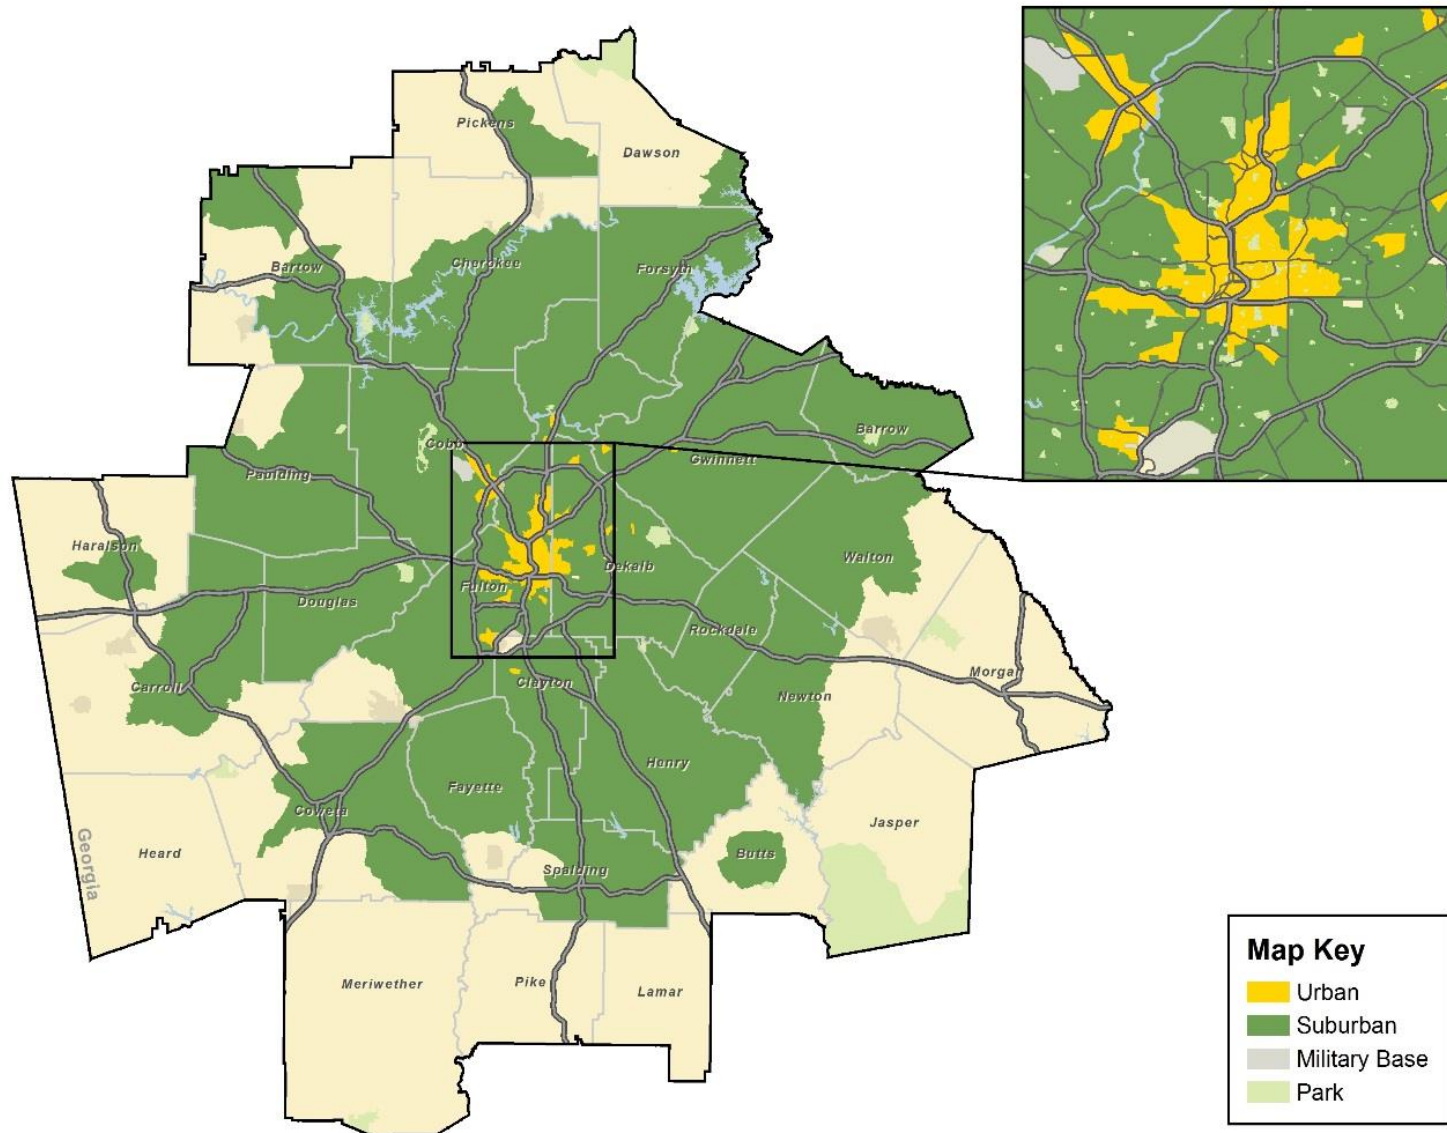 Pickens
Dawson
Bartow
Cherokee
Forsyth
Cobb
Barrow
Gwinnett
Paulding
Haralson
Walton
Dekalb
Fulton
Douglas
Rockdale
Morgan
Carroll
Clayton
Newton
Henry
Fayette
Coweta
Jasper
Georgia
Heard
Butts
Spalding
Meriwether
Pike
Lamar
Map Key
Urban
Suburban
Military Base
Park